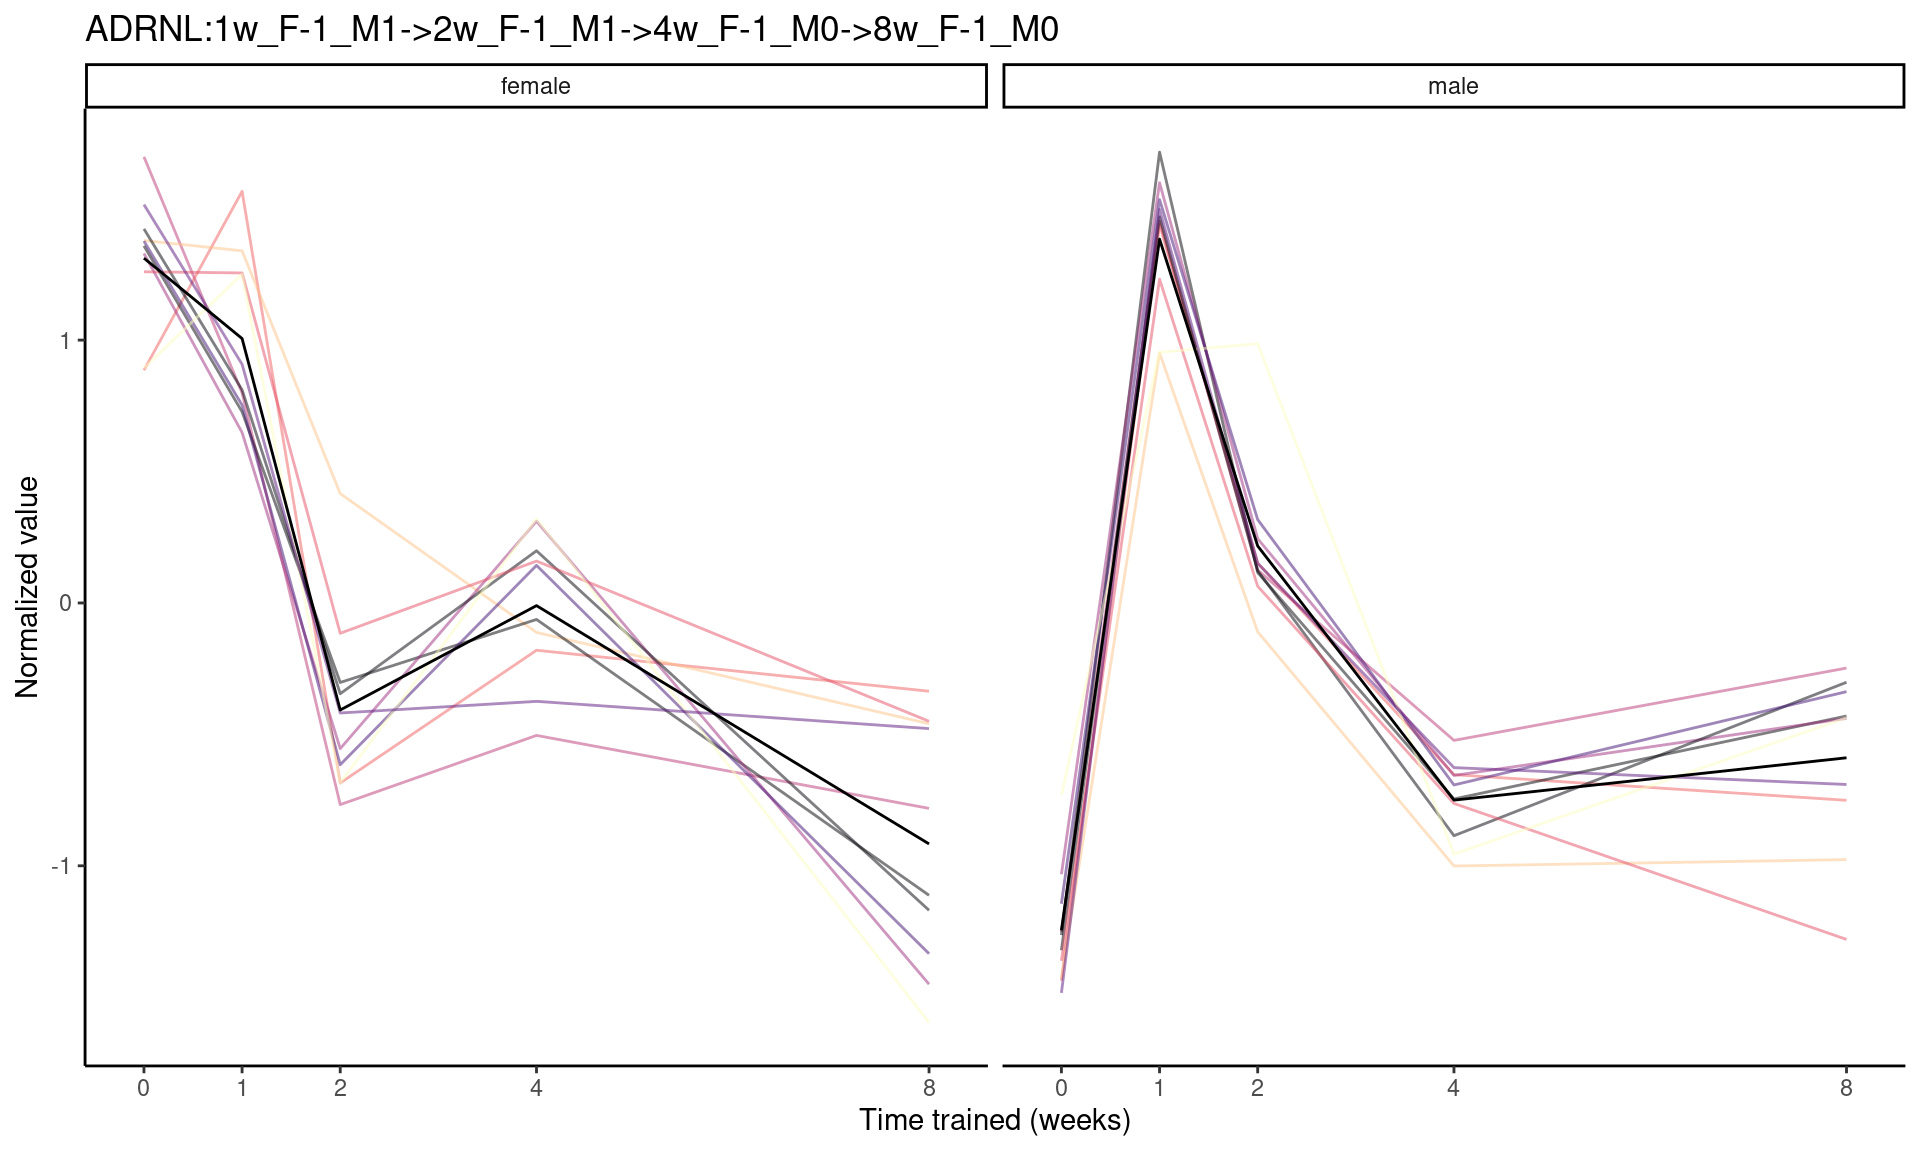 ADRNL:1w_F-1_M1->2w_F-1_M1->4w_F-1_M0->8w_F-1_M0
female
male
Normalized value
1
0
-1
0 1 2 4 8
0 1 2 4 8
Time trained (weeks)